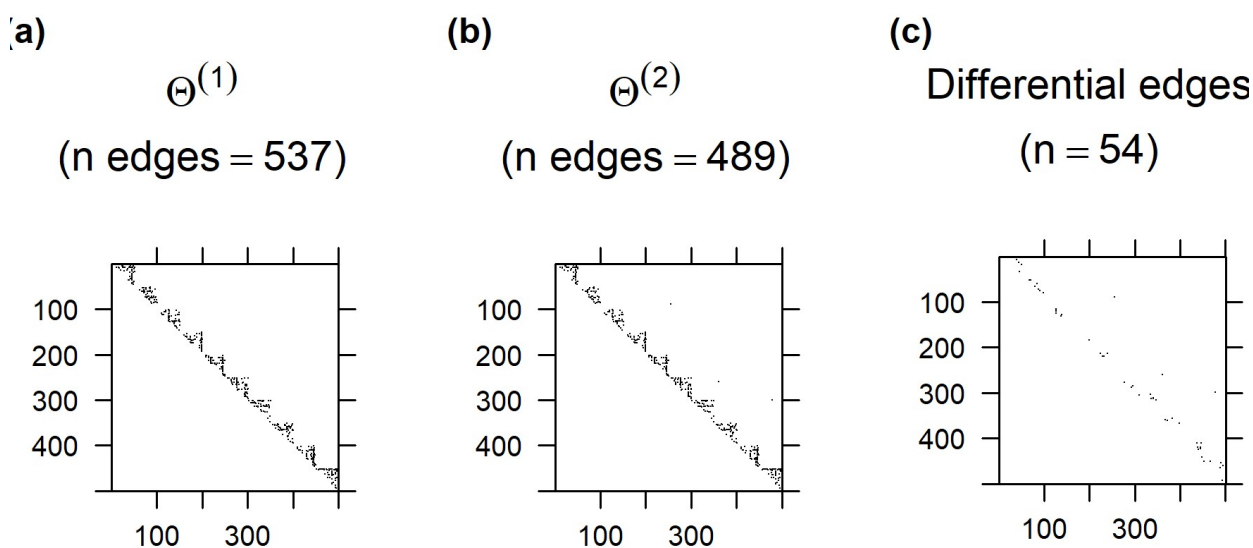 (a)
Θ(1)
(n edges = 537)
100
200
300
400
100 300
(b)
Θ(2)
(n edges = 489)
100
200
300
400
100 300
(c)
Differential edges
(n = 54)
100
200
300
400
100 300